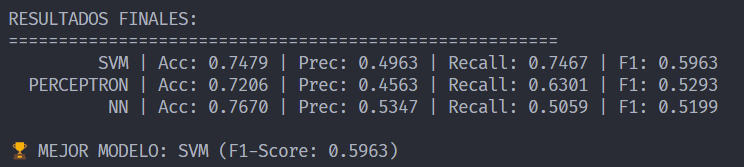 RESULTADOS FINALES:
=======================================================
SVM | Acc: 0.7479 | Prec: 0.4963 | Recall: 0.7467 | F1: 0.5963
PERCEPTRON | Acc: 0.7206 | Prec: 0.4563 | Recall: 0.6301 | F1: 0.5293
NN | Acc: 0.7670 | Prec: 0.5347 | Recall: 0.5059 | F1: 0.5199
🏆 MEJOR MODELO: SVM (F1-Score: 0.5963)